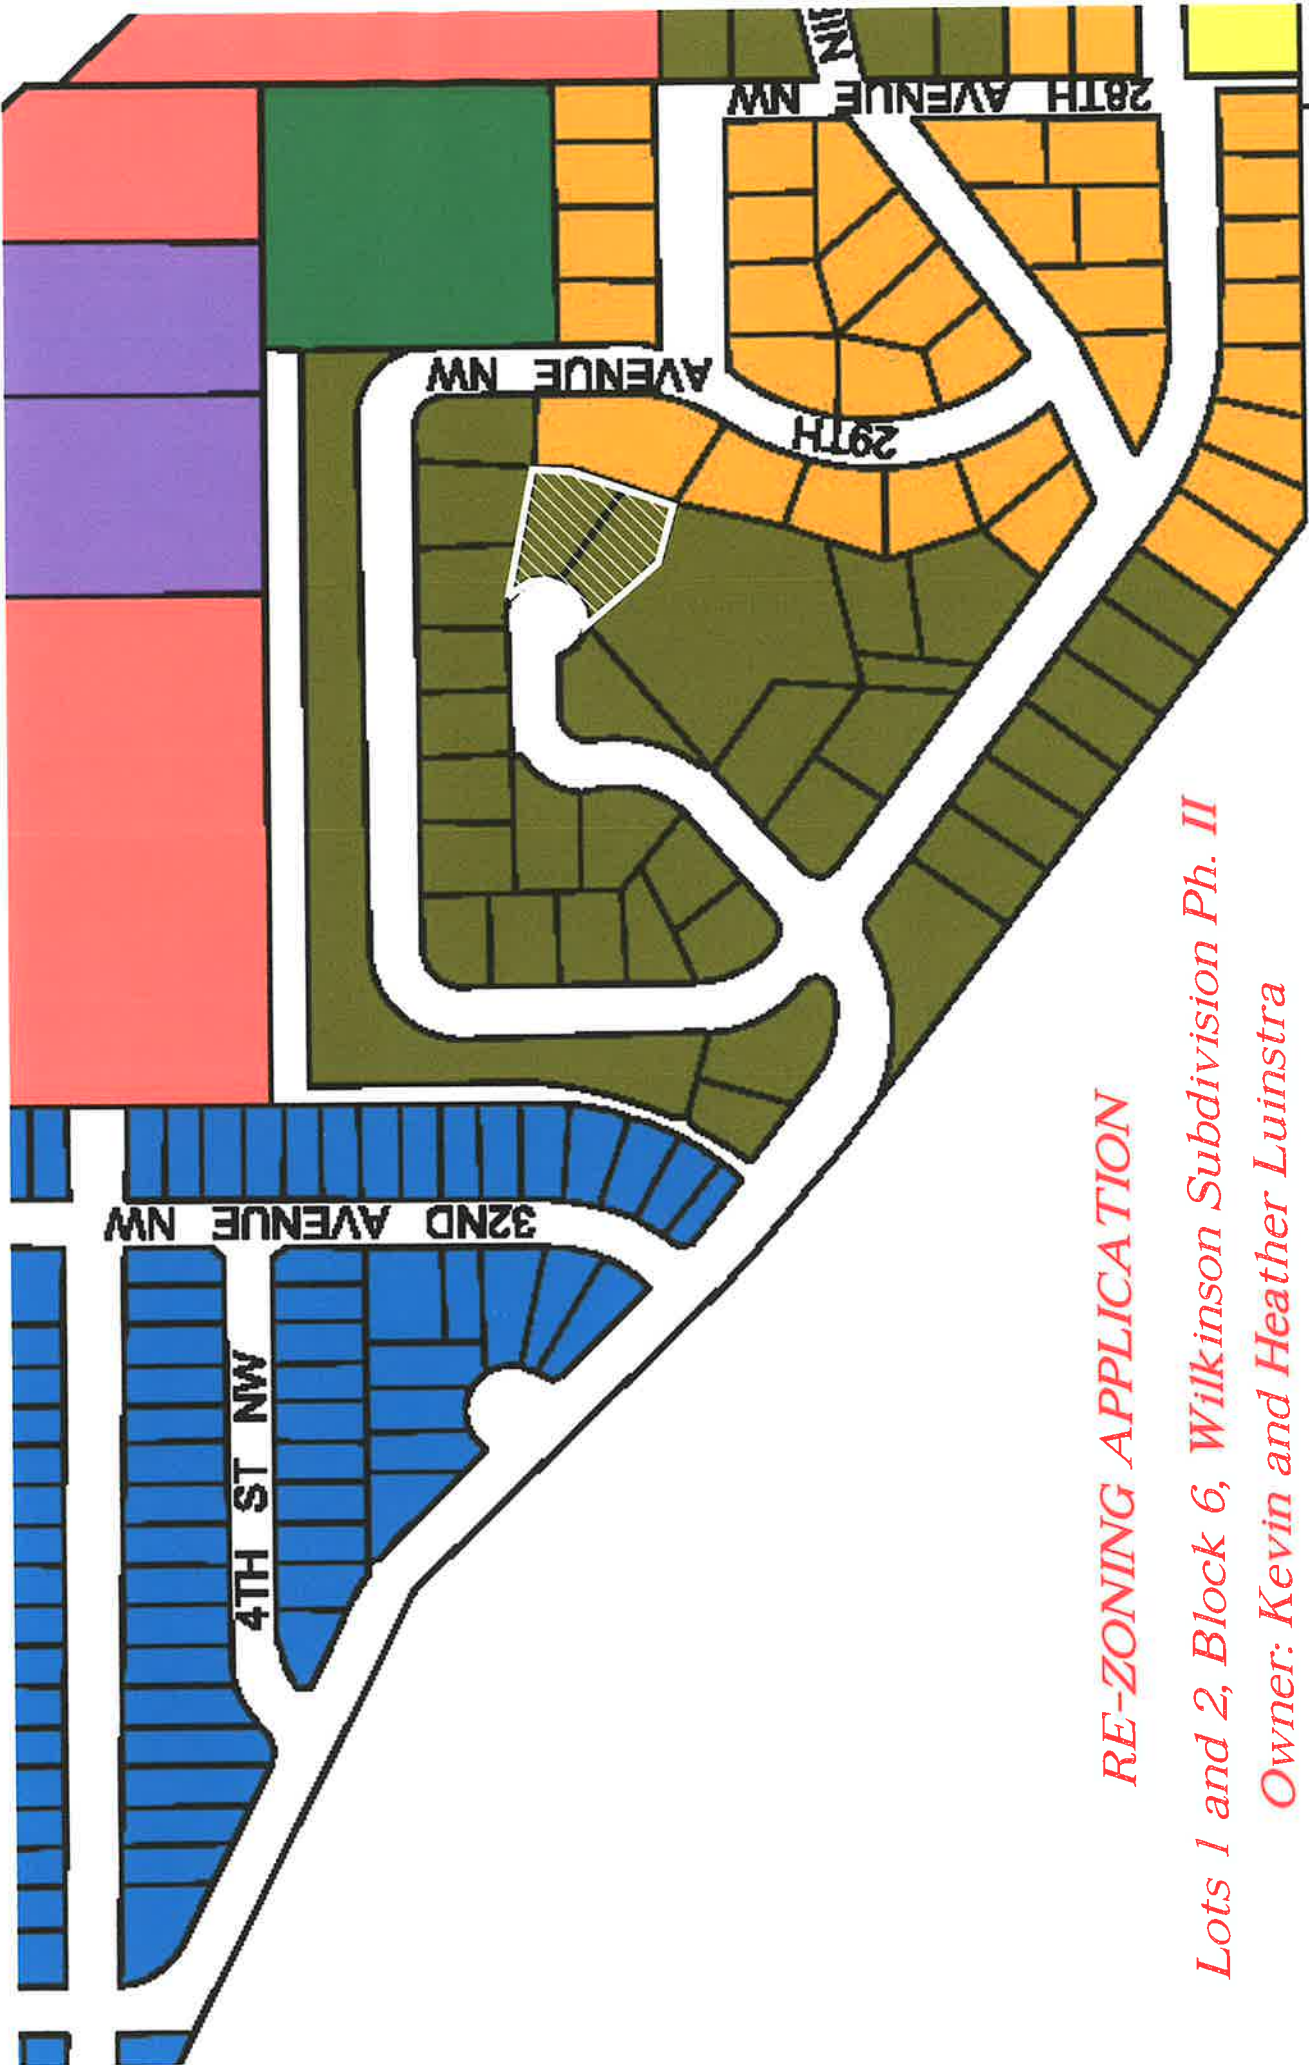 28TH AVENUE NW
29TH AVENUE NW
32ND AVENUE NW
4TH ST NW
RE-ZONING APPLICATION
Lots 1 and 2, Block 6, Wilkinson Subdivision Ph. II
Owner: Kevin and Heather Luinstra